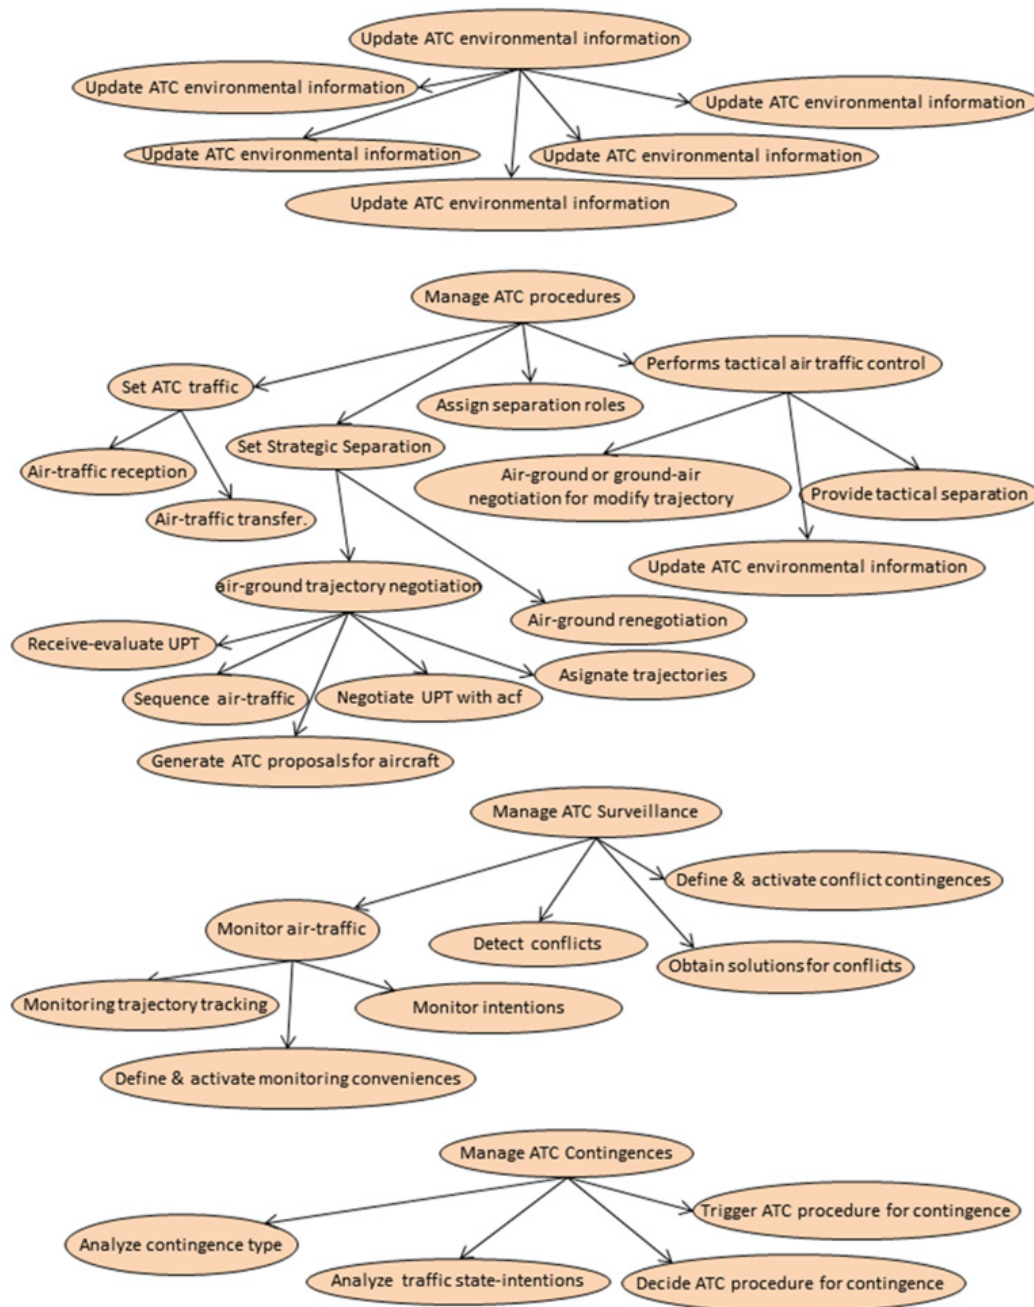 Update ATC environmental information
Update ATC environmental information
Update ATC environmental information
Update ATC environmental information
Update ATC environmental information
Update ATC environmental information
Manage ATC procedures
Set ATC traffic
Performs tactical air traffic control
Assign separation roles
Set Strategic Separation
Air-traffic reception
Air-ground or ground-air
negotiation for modify trajectory
Provide tactical separation
Air-traffic transfer.
Update ATC environmental information
air-ground trajectory negotiation
Air-ground renegotiation
Receive-evaluate UPT
Asignate trajectories
Sequence air-traffic
Negotiate UPT with acf
Generate ATC proposals for aircraft
Manage ATC Surveillance
Define & activate conflict contingences
Monitor air-traffic
Detect conflicts
Obtain solutions for conflicts
Monitoring trajectory tracking
Monitor intentions
Define & activate monitoring conveniences
Manage ATC Contingences
Trigger ATC procedure for contingence
Analyze contingence type
Analyze traffic state-intentions
Decide ATC procedure for contingence